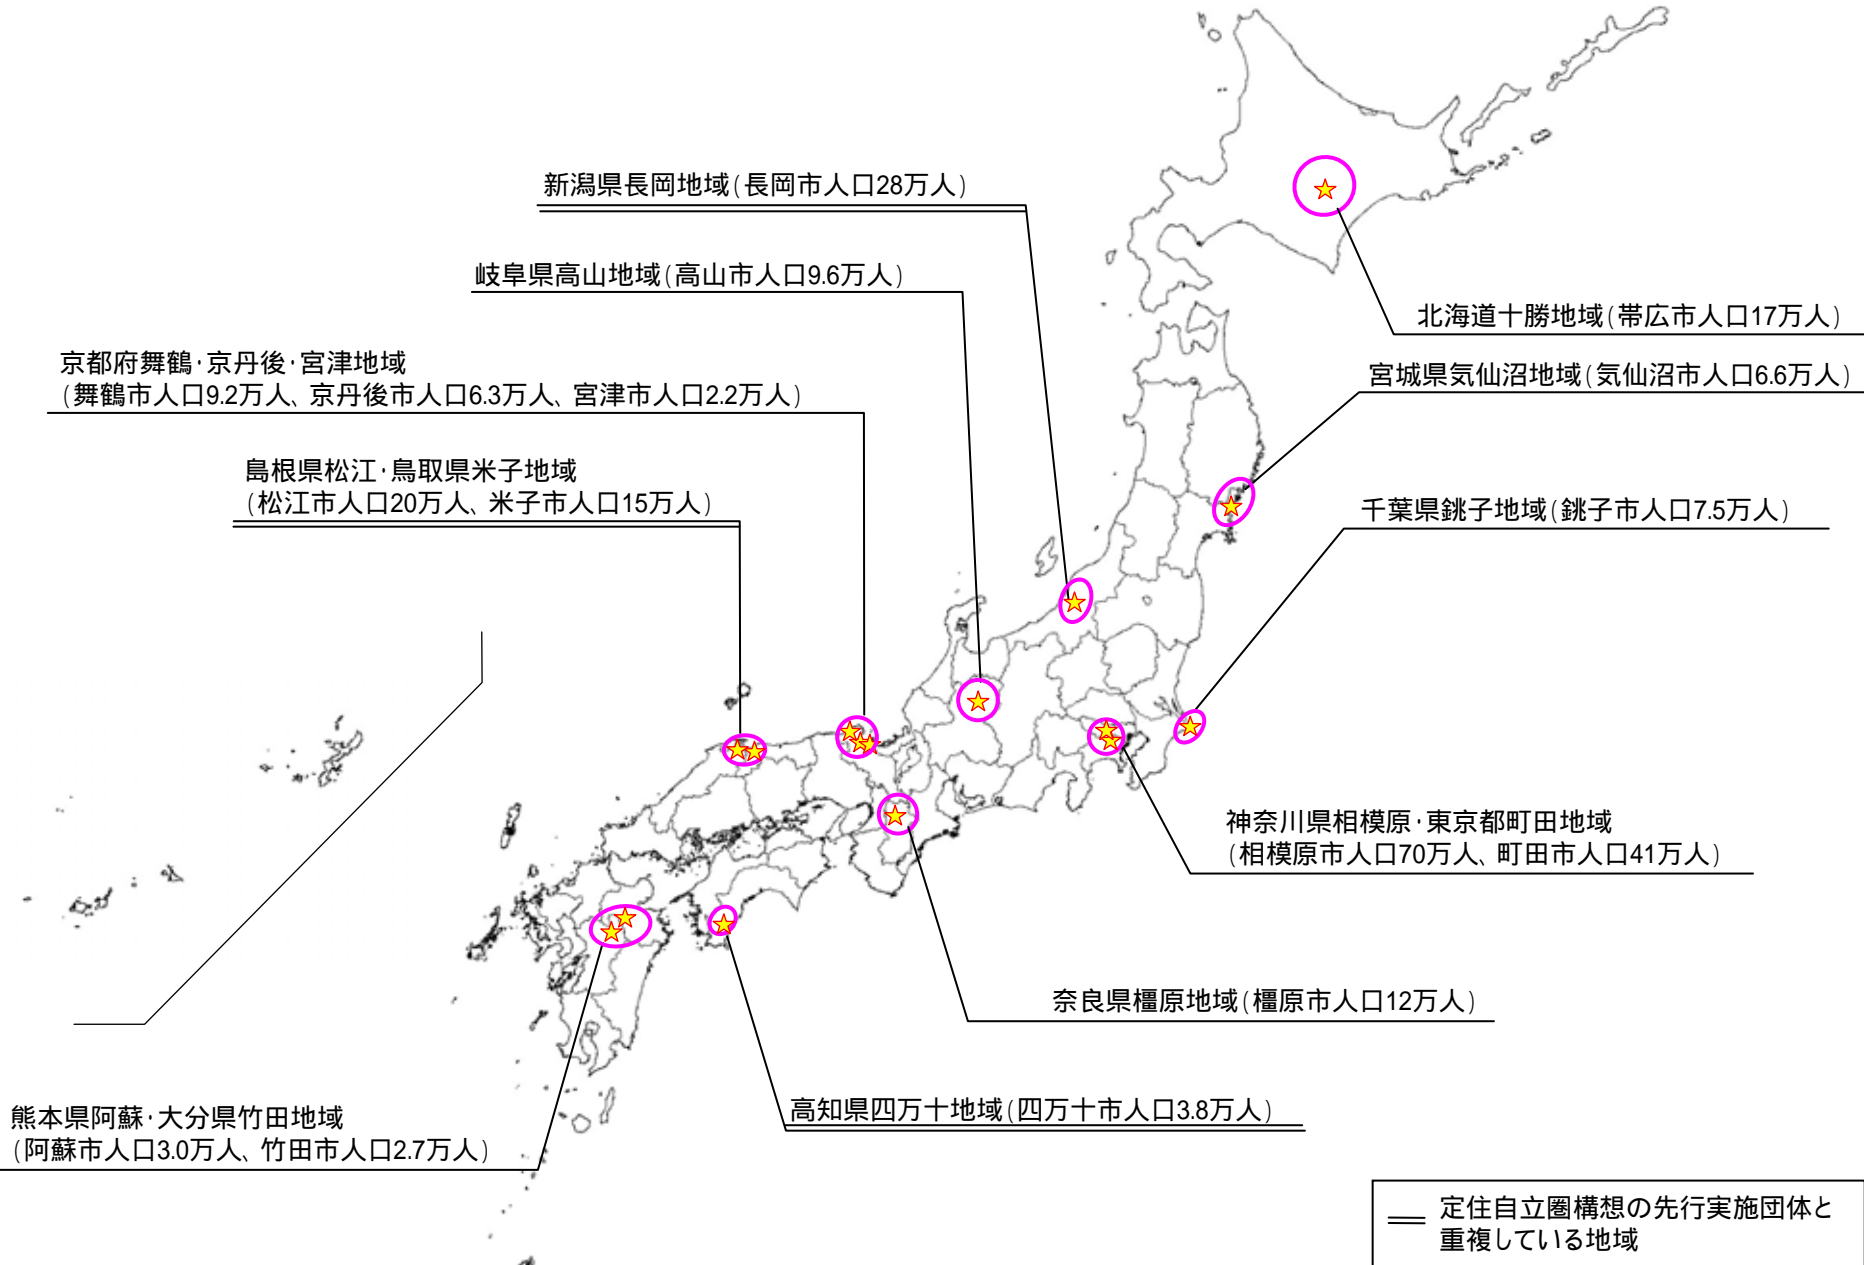 新潟県長岡地域(長岡市人口28万人)
岐阜県高山地域(高山市人口9.6万人)
北海道十勝地域(帯広市人口17万人)
京都府舞鶴・京丹後・宮津地域
(舞鶴市人口9.2万人、京丹後市人口6.3万人、宮津市人口2.2万人)
宮城県気仙沼地域(気仙沼市人口6.6万人)
島根県松江・鳥取県米子地域
(松江市人口20万人、米子市人口15万人)
千葉県銚子地域(銚子市人口7.5万人)
神奈川県相模原・東京都町田地域
(相模原市人口70万人、町田市人口41万人)
奈良県橿原地域(橿原市人口12万人)
高知県四万十地域(四万十市人口3.8万人)
熊本県阿蘇・大分県竹田地域
(阿蘇市人口3.0万人、竹田市人口2.7万人)
定住自立圏構想の先行実施団体と
重複している地域